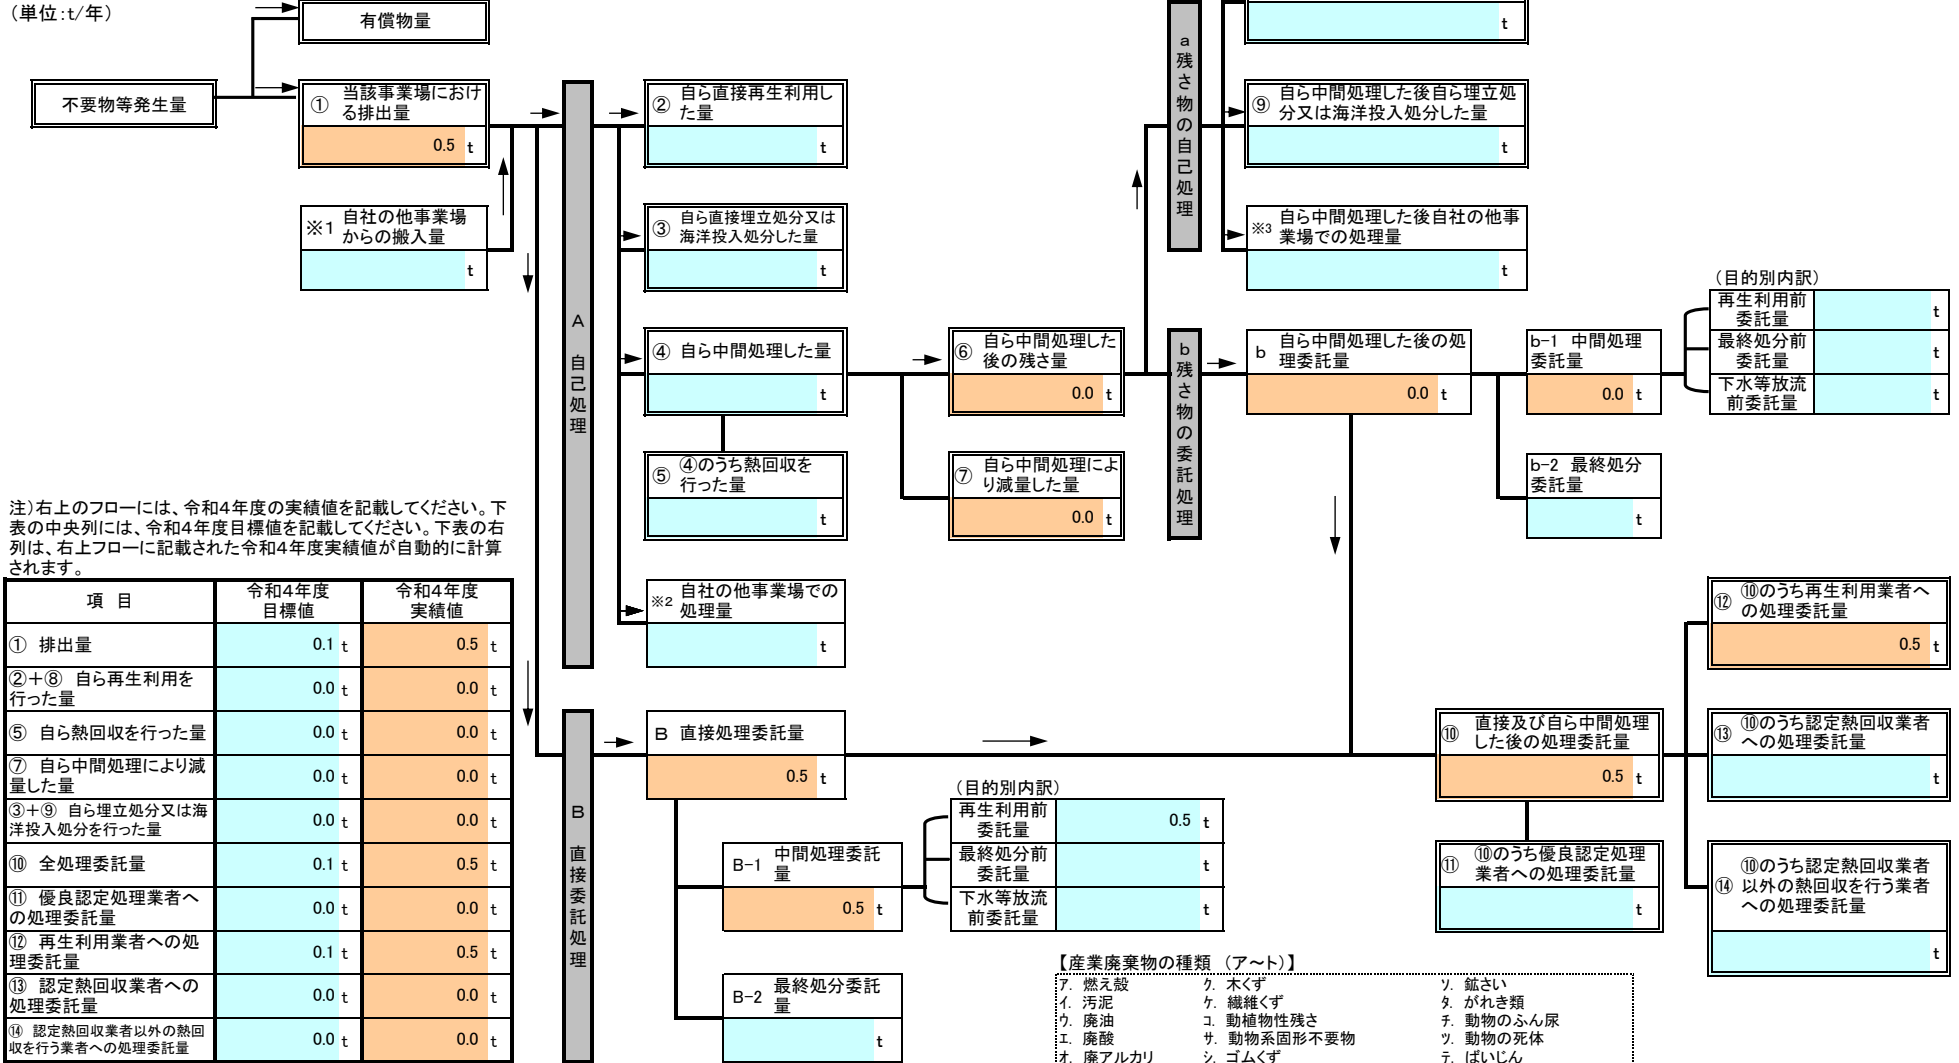 （単位:t/年）
有償物量
t
不要物等発生量
① 当該事業場におけ
る排出量
0.5 t
② 自ら直接再生利用し
た量
t
a 残さ物の自己処理
⑨ 自ら中間処理した後自ら埋立処
分又は海洋投入処分した量
t
※1 自社の他事業場
からの搬入量
t
③ 自ら直接埋立処分又は
海洋投入処分した量
t
※3 自ら中間処理した後自社の他事
業場での処理量
t
A 自己処理
④ 自ら中間処理した量
t
⑥ 自ら中間処理した
後の残さ量
0.0 t
b 残さ物の委託処理
b 自ら中間処理した後の処
理委託量
0.0 t
b-1 中間処理
委託量
0.0 t
（目的別内訳）
再生利用前
委託量
t
最終処分前
委託量
t
下水等放流
前委託量
t
⑤ ④のうち熱回収を
行った量
t
⑦ 自ら中間処理によ
り減量した量
0.0 t
b-2 最終処分
委託量
t
注）右上のフローには、令和4年度の実績値を記載してください。下
表の中央列には、令和4年度目標値を記載してください。下表の右
列は、右上フローに記載された令和4年度実績値が自動的に計算
されます。
※2 自社の他事業場での
処理量
t
項 目 令和4年度 目標値 令和4年度 実績値
① 排出量 0.1 t 0.5 t
②＋⑧ 自ら再生利用を
行った量 0.0 t 0.0 t
⑤ 自ら熱回収を行った量 0.0 t 0.0 t
⑦ 自ら中間処理により減
量した量 0.0 t 0.0 t
③＋⑨ 自ら埋立処分又は海
洋投入処分を行った量 0.0 t 0.0 t
⑩ 全処理委託量 0.1 t 0.5 t
⑪ 優良認定処理業者へ
の処理委託量 0.0 t 0.0 t
⑫ 再生利用業者への処
理委託量 0.1 t 0.5 t
⑬ 認定熱回収業者への
処理委託量 0.0 t 0.0 t
⑭ 認定熱回収業者以外の熱回
収を行う業者への処理委託量 0.0 t 0.0 t
B 直接委託処理
B 直接処理委託量
0.5 t
B-1 中間処理委託
量
0.5 t
（目的別内訳）
再生利用前
委託量
0.5 t
最終処分前
委託量
t
下水等放流
前委託量
t
B-2 最終処分委託
量
t
⑩ 直接及び自ら中間処理
した後の処理委託量
0.5 t
⑪ ⑩のうち優良認定処理
業者への処理委託量
t
⑫ ⑩のうち再生利用業者へ
の処理委託量
0.5 t
⑬ ⑩のうち認定熱回収業者
への処理委託量
t
⑭ ⑩のうち認定熱回収業者
以外の熱回収を行う業者
への処理委託量
t
【産業廃棄物の種類 （ア～ト）】
ア. 燃え殻 ク. 木くず ソ. 鉱さい
イ. 汚泥 ケ. 繊維くず タ. がれき類
ウ. 廃油 コ. 動植物性残さ チ. 動物のふん尿
エ. 廃酸 サ. 動物系固形不要物 ツ. 動物の死体
オ. 廃アルカリ シ. ゴムくず テ. ばいじん